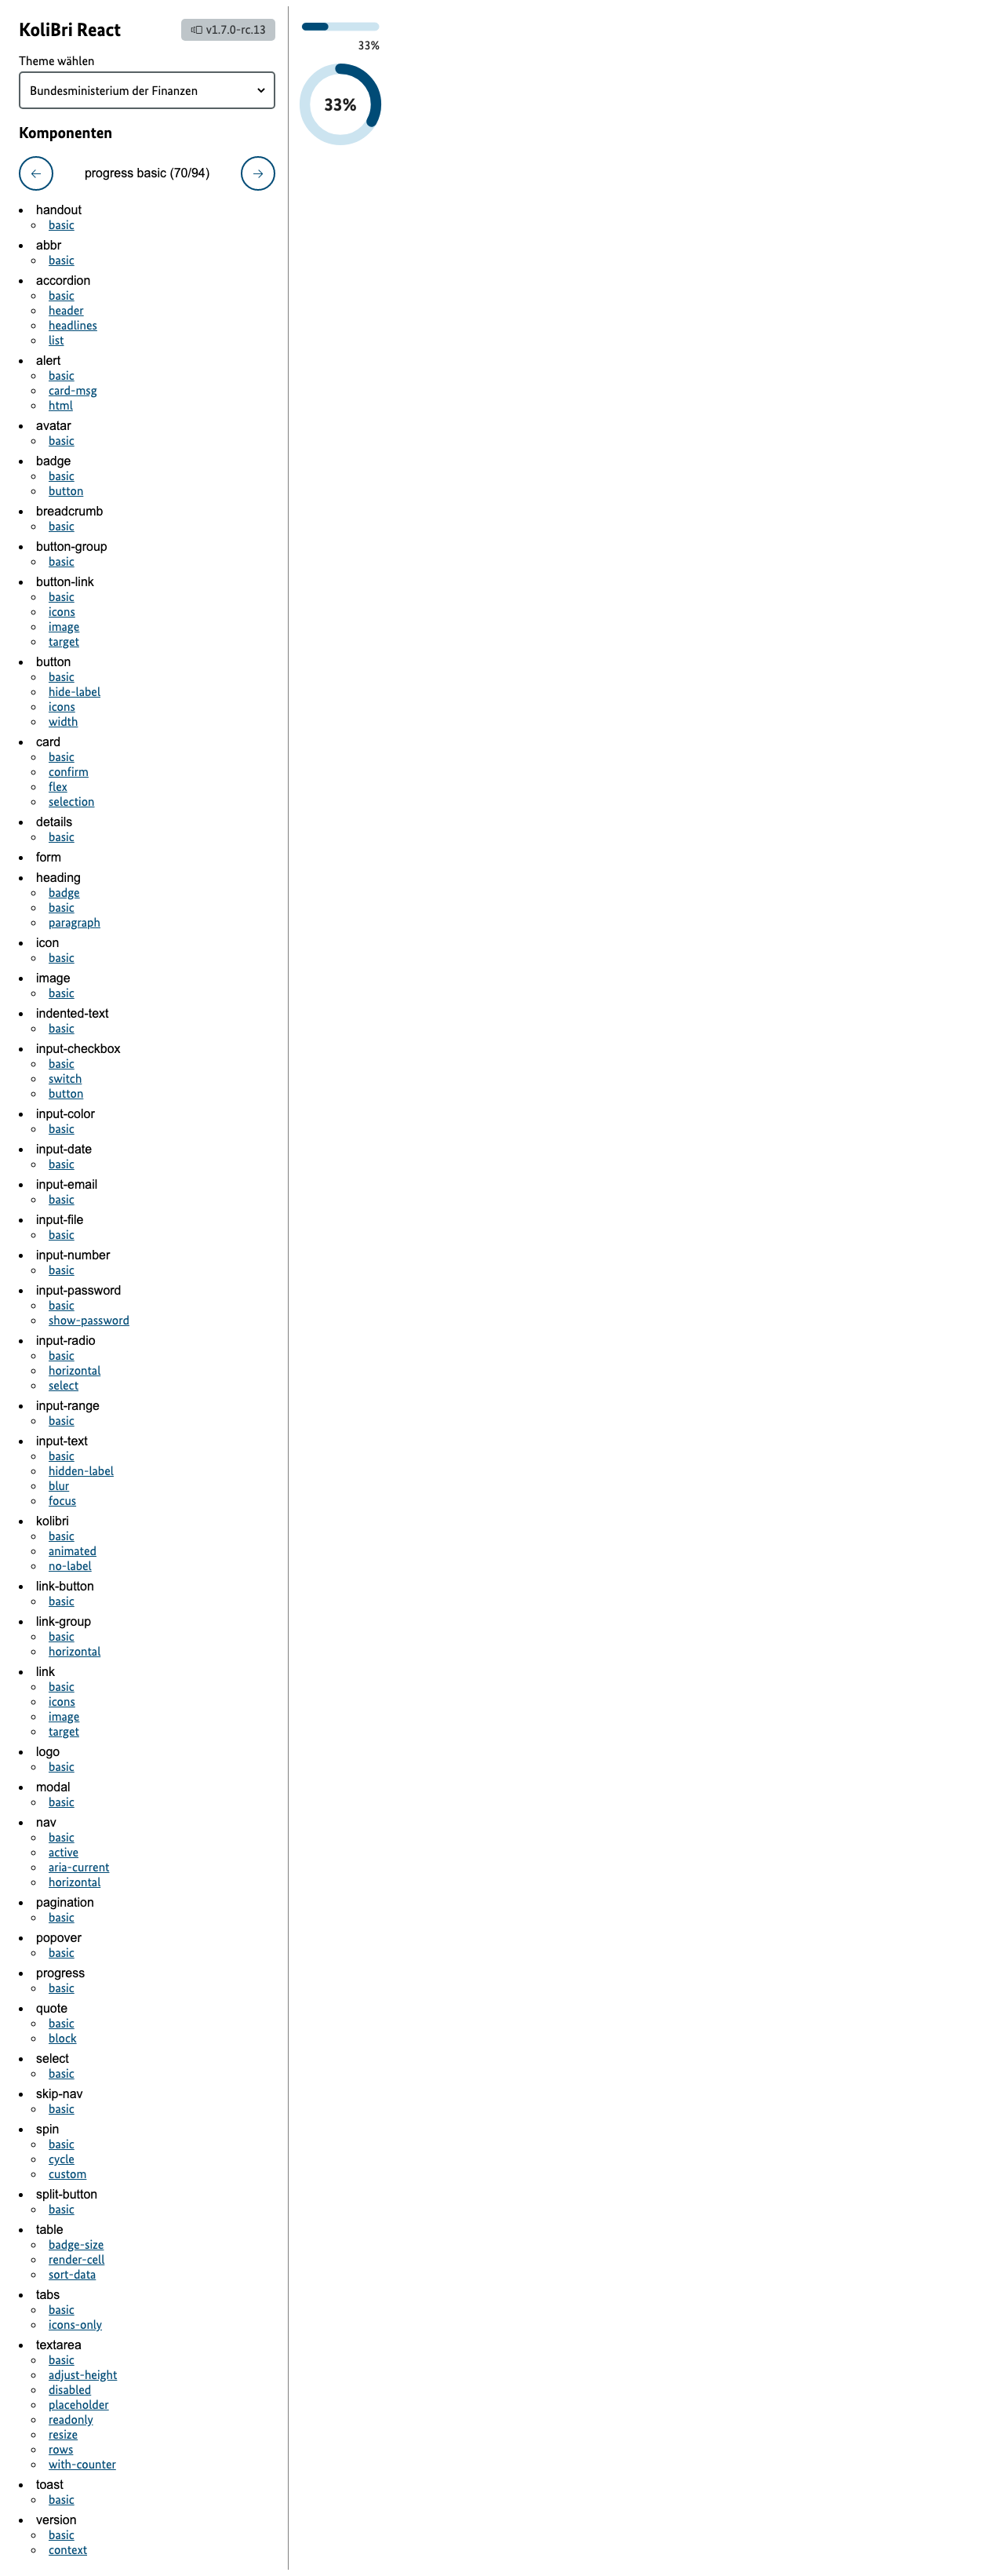 KoliBri React
v1.7.0-rc.13
Theme wählen
Bundesministerium der Finanzen
Komponenten
progress basic (70/94)
handout
basic
abbr
basic
accordion
basic
header
headlines
list
alert
basic
card-msg
html
avatar
basic
badge
basic
button
breadcrumb
basic
button-group
basic
button-link
basic
icons
image
target
button
basic
hide-label
icons
width
card
basic
confirm
flex
selection
details
basic
form
heading
badge
basic
paragraph
icon
basic
image
basic
indented-text
basic
input-checkbox
basic
switch
button
input-color
basic
input-date
basic
input-email
basic
input-file
basic
input-number
basic
input-password
basic
show-password
input-radio
basic
horizontal
select
input-range
basic
input-text
basic
hidden-label
blur
focus
kolibri
basic
animated
no-label
link-button
basic
link-group
basic
horizontal
link
basic
icons
image
target
logo
basic
modal
basic
nav
basic
active
aria-current
horizontal
pagination
basic
popover
basic
progress
basic
quote
basic
block
select
basic
skip-nav
basic
spin
basic
cycle
custom
split-button
basic
table
badge-size
render-cell
sort-data
tabs
basic
icons-only
textarea
basic
adjust-height
disabled
placeholder
readonly
resize
rows
with-counter
toast
basic
version
basic
context
33%
33%